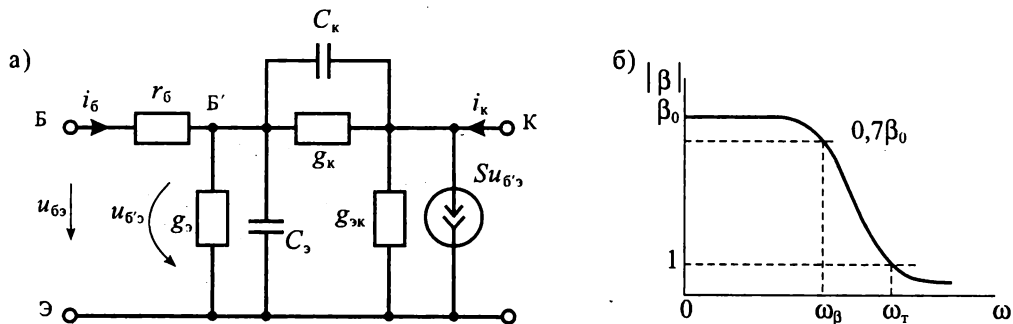 а)
Cк
iб
rб
Б′
iк
Б
К
gк
uбэ
uб′э
gэ
Cэ
gэк
Suб′э
Э
б)
|β|
β₀
0,7β₀
1
0
ωβ
ωт
ω